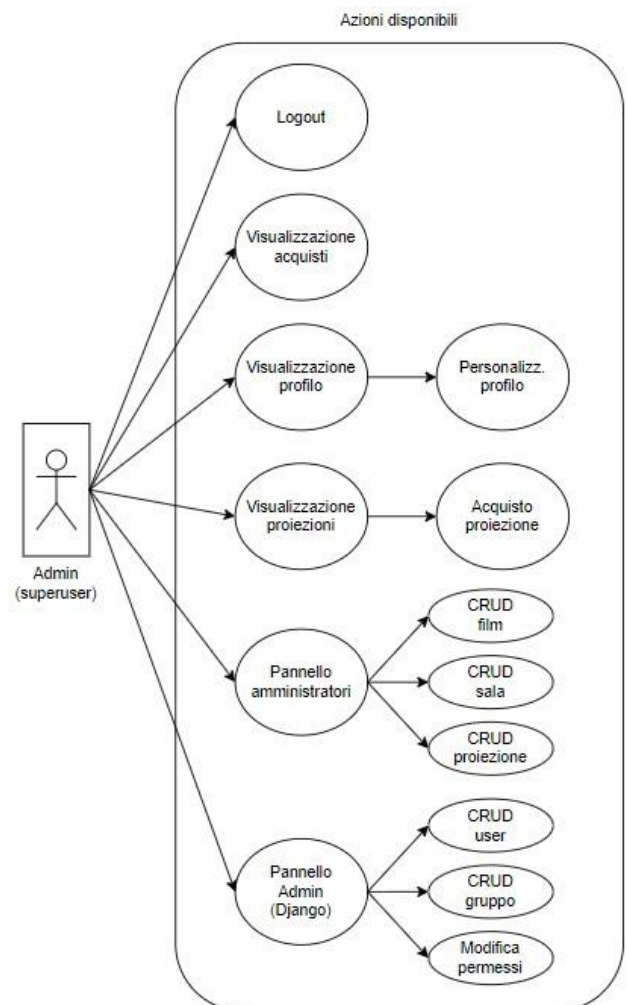 Azioni disponibili
Logout
Visualizzazione
acquisti
Visualizzazione
profilo
Personalizz.
profilo
Visualizzazione
proiezioni
Acquisto
proiezione
Admin
(superuser)
Pannello
amministratori
CRUD
film
CRUD
sala
CRUD
proiezione
Pannello
Admin
(Django)
CRUD
user
CRUD
gruppo
Modifica
permessi